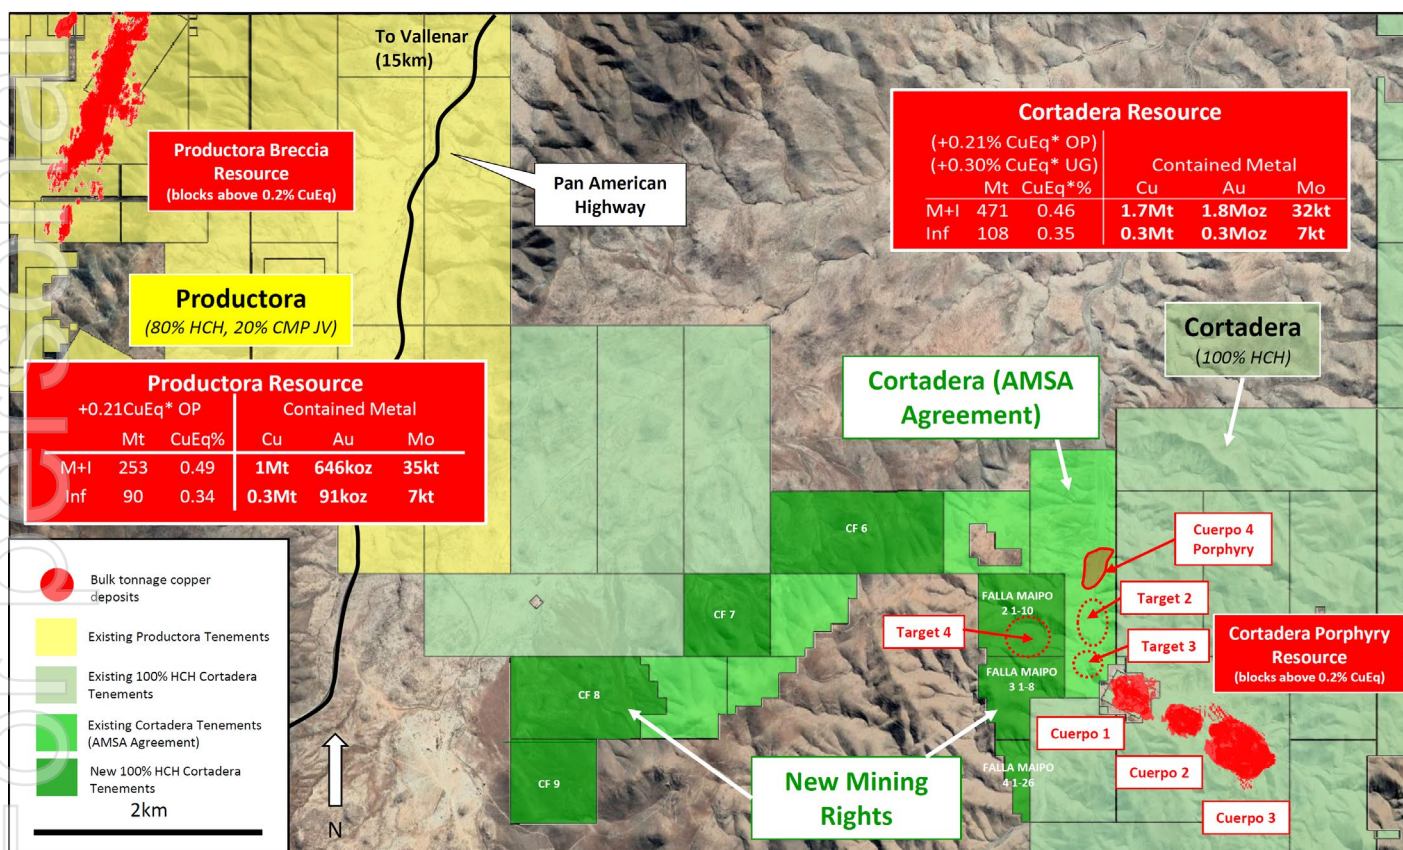 To Vallenar
(15km)
Productora Breccia
Resource
(blocks above 0.2% CuEq)
Pan American
Highway
Cortadera Resource
(+0.21% CuEq* OP)
(+0.30% CuEq* UG) Contained Metal
Mt CuEq*% Cu Au Mo
M+I 471 0.46 1.7Mt 1.8Moz 32kt
Inf 108 0.35 0.3Mt 0.3Moz 7kt
Productora
(80% HCH, 20% CMP JV)
Cortadera
(100% HCH)
Cortadera (AMSA
Agreement)
Productora Resource
+0.21CuEq* OP Contained Metal
Mt CuEq% Cu Au Mo
M+I 253 0.49 1Mt 646koz 35kt
Inf 90 0.34 0.3Mt 91koz 7kt
CF 6
Cuerpo 4
Porphyry
CF 7
FALLA MAIPO
2 1-10
Target 2
Target 4
Target 3
Cortadera Porphyry
Resource
(blocks above 0.2% CuEq)
FALLA MAIPO
3 1-8
CF 8
Cuerpo 1
FALLA MAIPO
4 1-26
Cuerpo 2
CF 9
New Mining
Rights
Cuerpo 3
Bulk tonnage copper
deposits
Existing Productora Tenements
Existing 100% HCH Cortadera
Tenements
Existing Cortadera Tenements
(AMSA Agreement)
New 100% HCH Cortadera
Tenements
2km
N